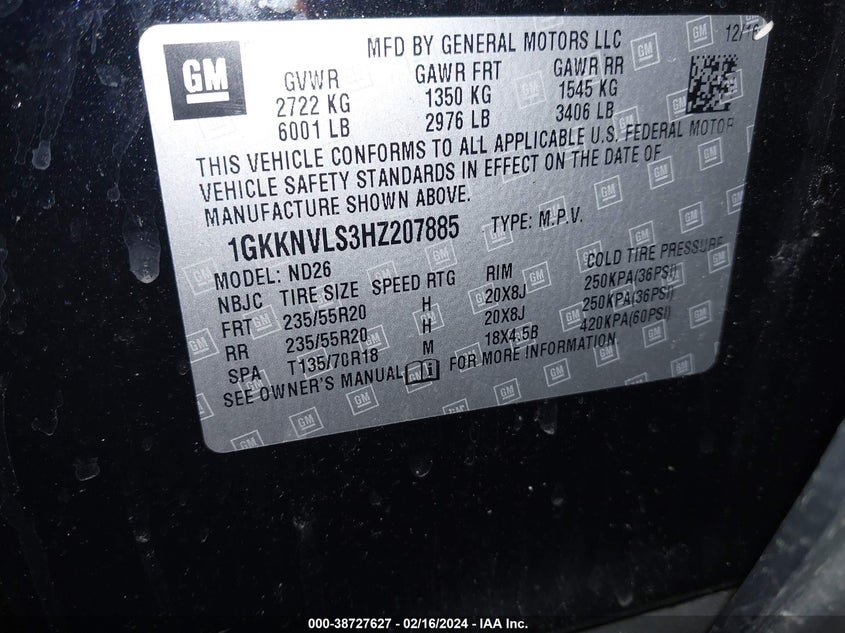 GM
MFD BY GENERAL MOTORS LLC
12/16
GVWR GAWR FRT GAWR RR
2722 KG 1350 KG 1545 KG
6001 LB 2976 LB 3406 LB
THIS VEHICLE CONFORMS TO ALL APPLICABLE U.S. FEDERAL MOTOR
VEHICLE SAFETY STANDARDS IN EFFECT ON THE DATE OF
MANUFACTURE SHOWN ABOVE.
1GKKNVLS3HZ207885 TYPE: M.P.V.
MODEL: ND26
NBJC TIRE SIZE SPEED RTG RIM COLD TIRE PRESSURE
FRT 235/55R20 H 20X8J 250KPA(36PSI)
RR 235/55R20 H 20X8J 250KPA(36PSI)
SPA T135/70R18 M 18X4.5B 420KPA(60PSI)
SEE OWNER'S MANUAL FOR MORE INFORMATION.
000-38727627 - 02/16/2024 - IAA Inc.